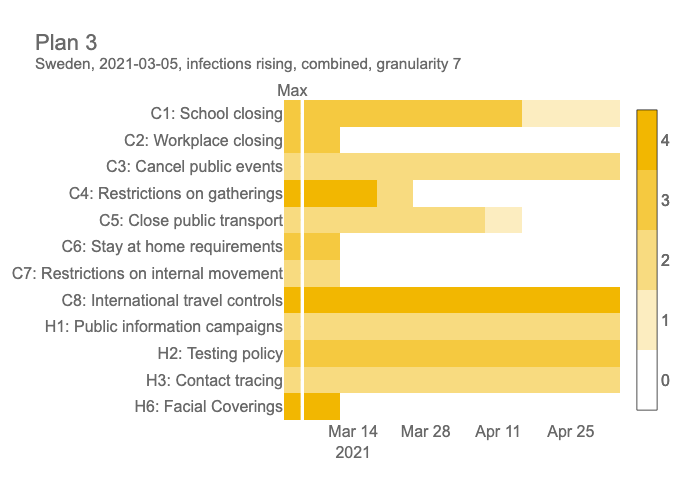 Plan 3
Sweden, 2021-03-05, infections rising, combined, granularity 7
Max
C1: School closing
C2: Workplace closing
C3: Cancel public events
C4: Restrictions on gatherings
C5: Close public transport
C6: Stay at home requirements
C7: Restrictions on internal movement
C8: International travel controls
H1: Public information campaigns
H2: Testing policy
H3: Contact tracing
H6: Facial Coverings
Mar 14 Mar 28 Apr 11 Apr 25
2021
4
3
2
1
0